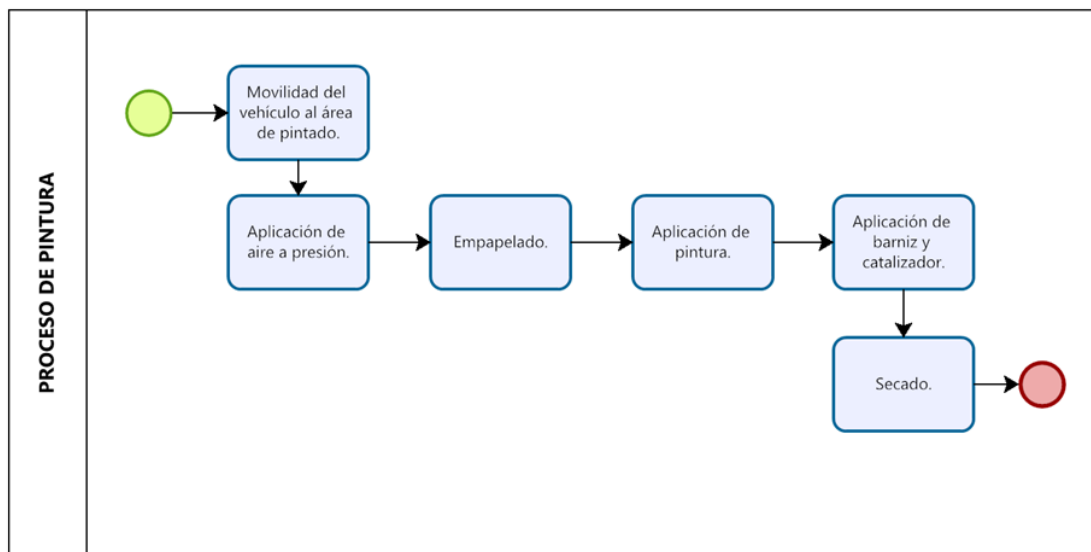 PROCESO DE PINTURA
Movilidad del
vehículo al área
de pintado.
Aplicación de
aire a presión.
Empapelado.
Aplicación de
pintura.
Aplicación de
barniz y
catalizador.
Secado.